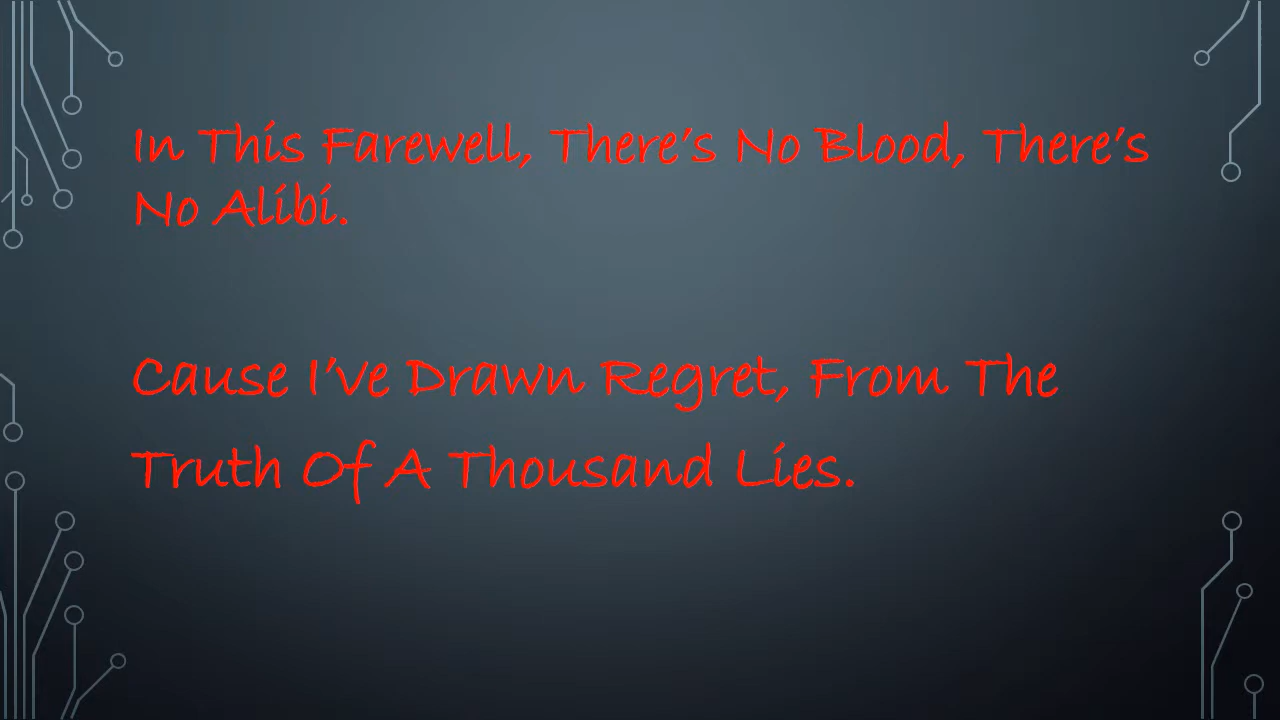 In This Farewell, There's No Blood, There's
No Alibi.
Cause I've Drawn Regret, From The
Truth Of A Thousand Lies.